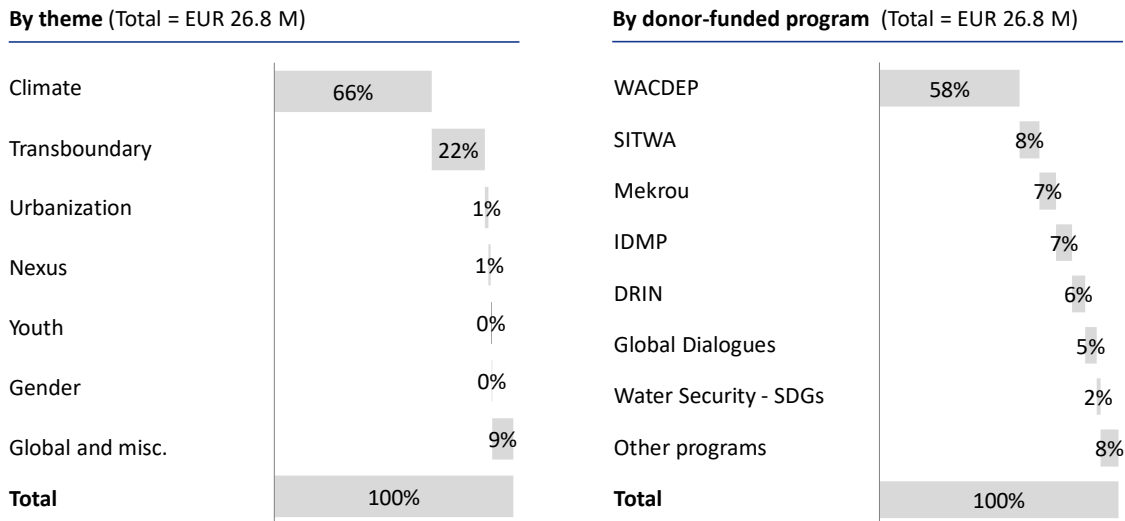 By theme (Total = EUR 26.8 M)
Climate 66%
Transboundary 22%
Urbanization 1%
Nexus 1%
Youth 0%
Gender 0%
Global and misc. 9%
Total 100%
By donor-funded program (Total = EUR 26.8 M)
WACDEP 58%
SITWA 8%
Mekrou 7%
IDMP 7%
DRIN 6%
Global Dialogues 5%
Water Security - SDGs 2%
Other programs 8%
Total 100%